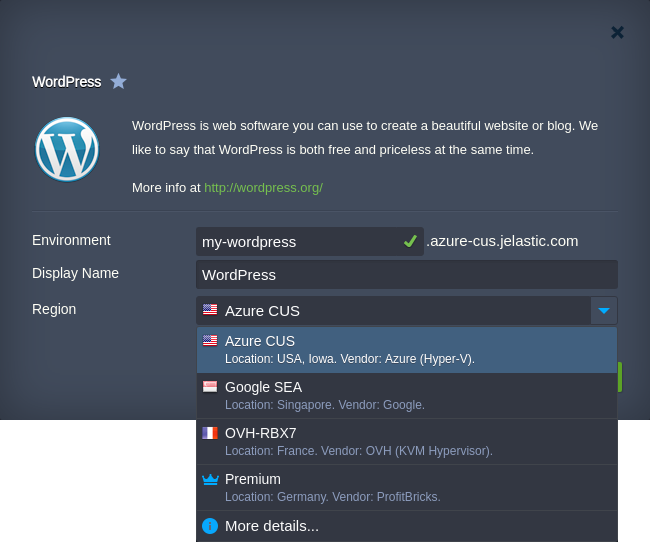 WordPress
WordPress is web software you can use to create a beautiful website or blog. We
like to say that WordPress is both free and priceless at the same time.
More info at http://wordpress.org/
Environment my-wordpress .azure-cus.jelastic.com
Display Name WordPress
Region Azure CUS
Azure CUS
Location: USA, Iowa. Vendor: Azure (Hyper-V).
Google SEA
Location: Singapore. Vendor: Google.
OVH-RBX7
Location: France. Vendor: OVH (KVM Hypervisor).
Premium
Location: Germany. Vendor: ProfitBricks.
More details...